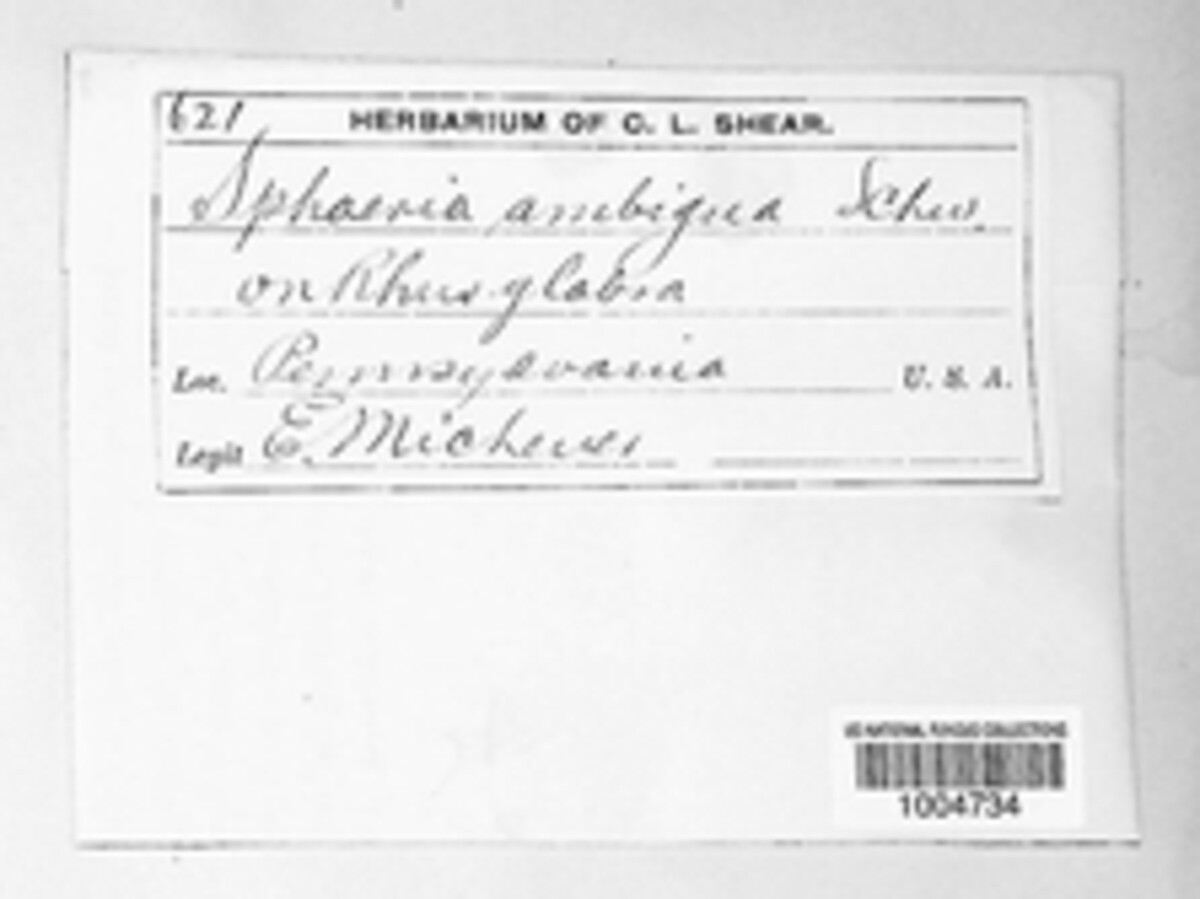 621
HERBARIUM OF C. L. SHEAR.
Sphaeria ambigua Schw.
on Rhus glabra
Loc. Pennsylvania U. S. A.
Legit E. Michener
US NATIONAL FUNGUS COLLECTIONS
1004734